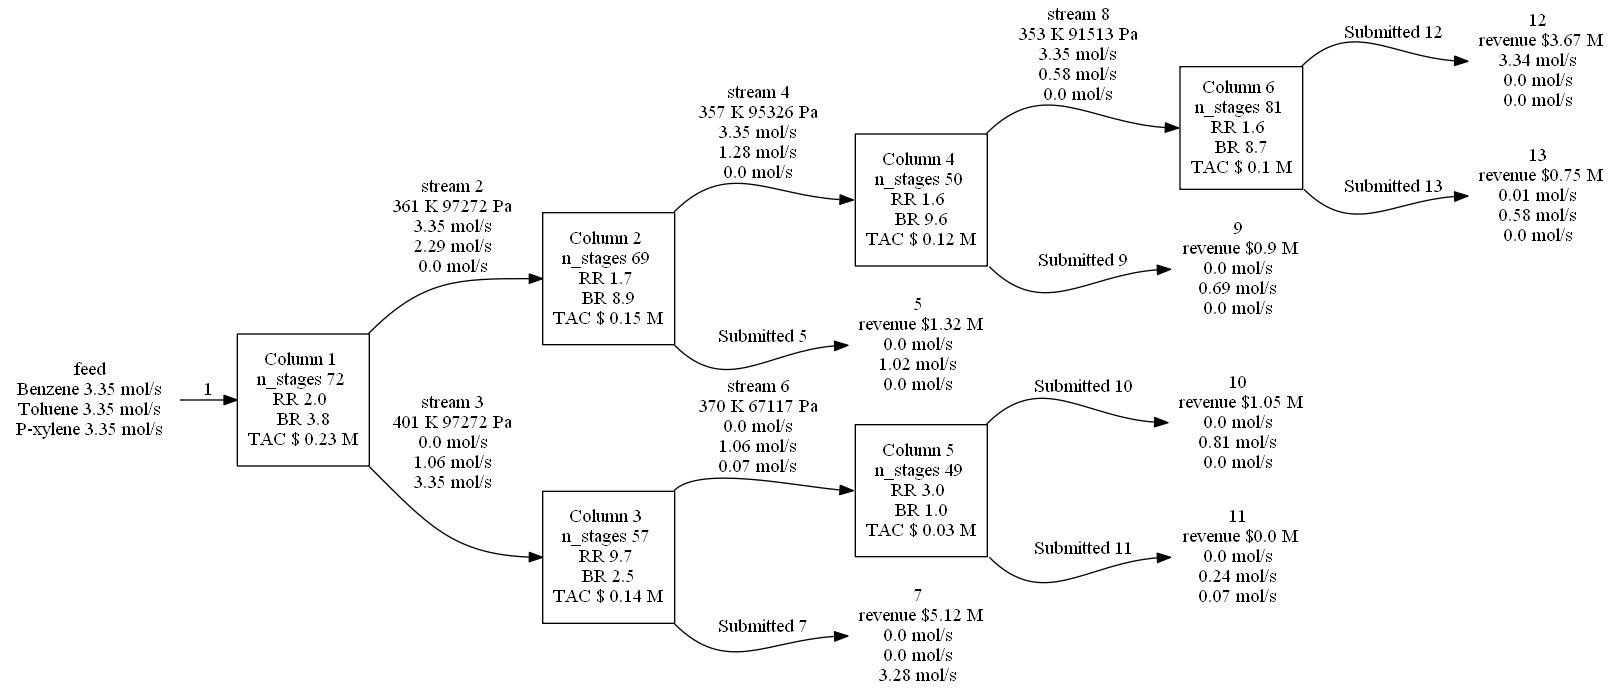 feed
Benzene 3.35 mol/s
Toluene 3.35 mol/s
P-xylene 3.35 mol/s
1
Column 1
n_stages 72
RR 2.0
BR 3.8
TAC $ 0.23 M
stream 2
361 K 97272 Pa
3.35 mol/s
2.29 mol/s
0.0 mol/s
stream 3
401 K 97272 Pa
0.0 mol/s
1.06 mol/s
3.35 mol/s
Column 2
n_stages 69
RR 1.7
BR 8.9
TAC $ 0.15 M
Column 3
n_stages 57
RR 9.7
BR 2.5
TAC $ 0.14 M
stream 4
357 K 95326 Pa
3.35 mol/s
1.28 mol/s
0.0 mol/s
Submitted 5
5
revenue $1.32 M
0.0 mol/s
1.02 mol/s
0.0 mol/s
stream 6
370 K 67117 Pa
0.0 mol/s
1.06 mol/s
0.07 mol/s
Submitted 7
7
revenue $5.12 M
0.0 mol/s
0.0 mol/s
3.28 mol/s
Column 4
n_stages 50
RR 1.6
BR 9.6
TAC $ 0.12 M
Column 5
n_stages 49
RR 3.0
BR 1.0
TAC $ 0.03 M
stream 8
353 K 91513 Pa
3.35 mol/s
0.58 mol/s
0.0 mol/s
Submitted 9
9
revenue $0.9 M
0.0 mol/s
0.69 mol/s
0.0 mol/s
Submitted 10
10
revenue $1.05 M
0.0 mol/s
0.81 mol/s
0.0 mol/s
Submitted 11
11
revenue $0.0 M
0.0 mol/s
0.24 mol/s
0.07 mol/s
Column 6
n_stages 81
RR 1.6
BR 8.7
TAC $ 0.1 M
Submitted 12
12
revenue $3.67 M
3.34 mol/s
0.0 mol/s
0.0 mol/s
Submitted 13
13
revenue $0.75 M
0.01 mol/s
0.58 mol/s
0.0 mol/s